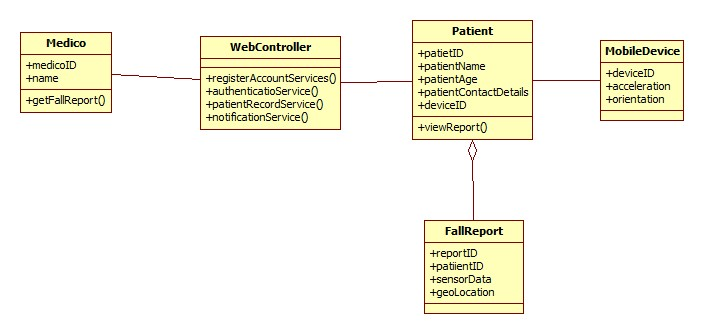 Medico
+medicoID
+name
+getFallReport()
WebController
+registerAccountServices()
+authenticatioService()
+patientRecordService()
+notificationService()
Patient
+patietID
+patientName
+patientAge
+patientContactDetails
+deviceID
+viewReport()
MobileDevice
+deviceID
+acceleration
+orientation
FallReport
+reportID
+patiientID
+sensorData
+geoLocation